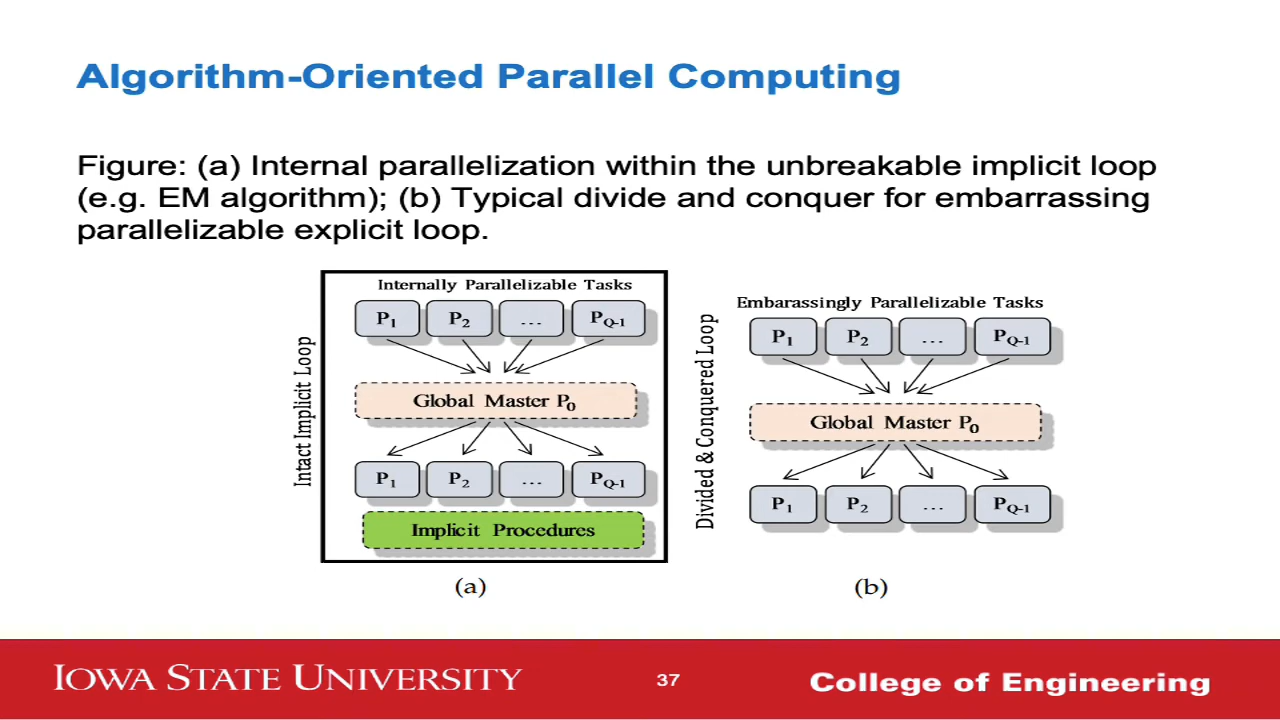 Algorithm-Oriented Parallel Computing
Figure: (a) Internal parallelization within the unbreakable implicit loop
(e.g. EM algorithm); (b) Typical divide and conquer for embarrassing
parallelizable explicit loop.
Intact Implicit Loop
Internally Parallelizable Tasks
P1 P2 ... PQ-1
Global Master P0
P1 P2 ... PQ-1
Implicit Procedures
(a)
Divided & Conquered Loop
Embarassingly Parallelizable Tasks
P1 P2 ... PQ-1
Global Master P0
P1 P2 ... PQ-1
(b)
IOWA STATE UNIVERSITY
37
College of Engineering